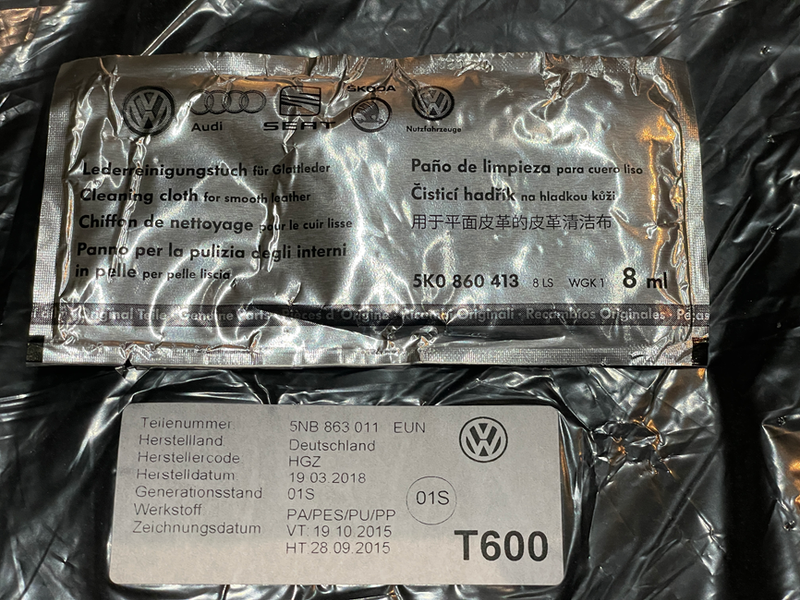 Audi
SEAT
ŠKODA
Nutzfahrzeuge
Lederreinigungstuch für Glattleder
Cleaning cloth for smooth leather
Chiffon de nettoyage pour le cuir lisse
Panno per la pulizia degli interni
in pelle per pelle liscia
Paño de limpieza para cuero liso
Čisticí hadřík na hladkou kůži
用于平面皮革的皮革清洁布
5K0 860 413 8 LS WGK 1 8 ml
Original Teile · Genuine Parts · Pièces d'Origine · Ricambi Originali · Recambios Originales · Peças
Teilenummer 5NB 863 011 EUN
Herstellland Deutschland
Herstellercode HGZ
Herstelldatum 19 03.2018
Generationsstand 01S
01S
Werkstoff PA/PES/PU/PP
Zeichnungsdatum VT: 19 10.2015
HT 28 09.2015
T600